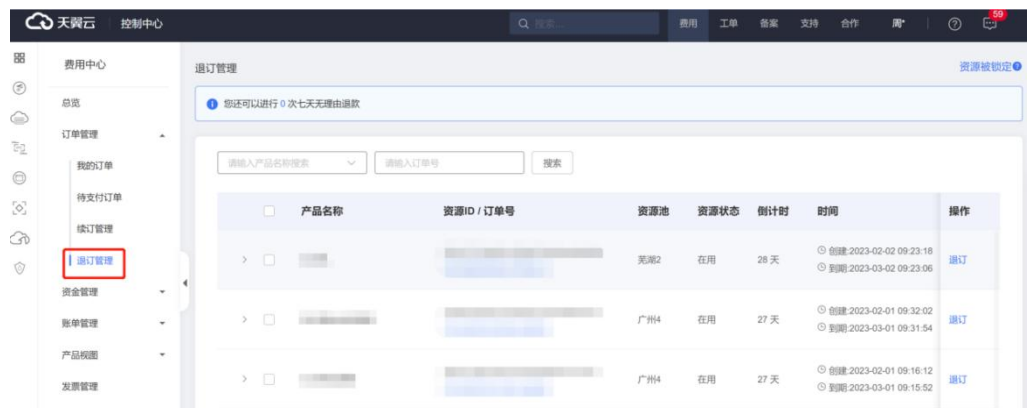 天翼云 控制中心 搜索... 费用 工单 备案 支持 合作 周* 59
费用中心
退订管理 资源被锁定
总览
您还可以进行 0 次七天无理由退款
订单管理
我的订单
请输入产品名称搜索 请输入订单号 搜索
待支付订单
产品名称 资源ID / 订单号 资源池 资源状态 倒计时 时间 操作
续订管理
退订管理
芜湖2 在用 28 天 创建:2023-02-02 09:23:18 退订
到期:2023-03-02 09:23:06
资金管理
账单管理
广州4 在用 27 天 创建:2023-02-01 09:32:02 退订
到期:2023-03-01 09:31:54
产品视图
发票管理
广州4 在用 27 天 创建:2023-02-01 09:16:12 退订
到期:2023-03-01 09:15:52